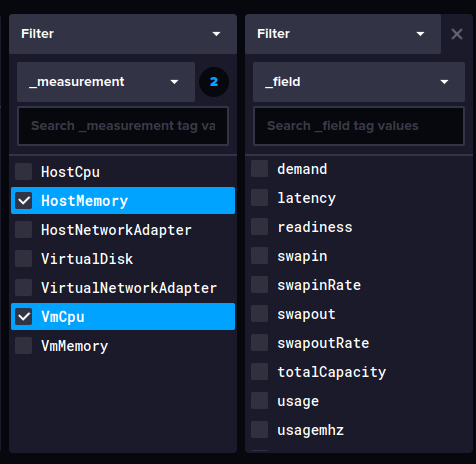 Filter
_measurement
2
Search _measurement tag va
HostCpu
HostMemory
HostNetworkAdapter
VirtualDisk
VirtualNetworkAdapter
VmCpu
VmMemory
Filter
_field
Search _field tag values
demand
latency
readiness
swapin
swapinRate
swapout
swapoutRate
totalCapacity
usage
usagemhz